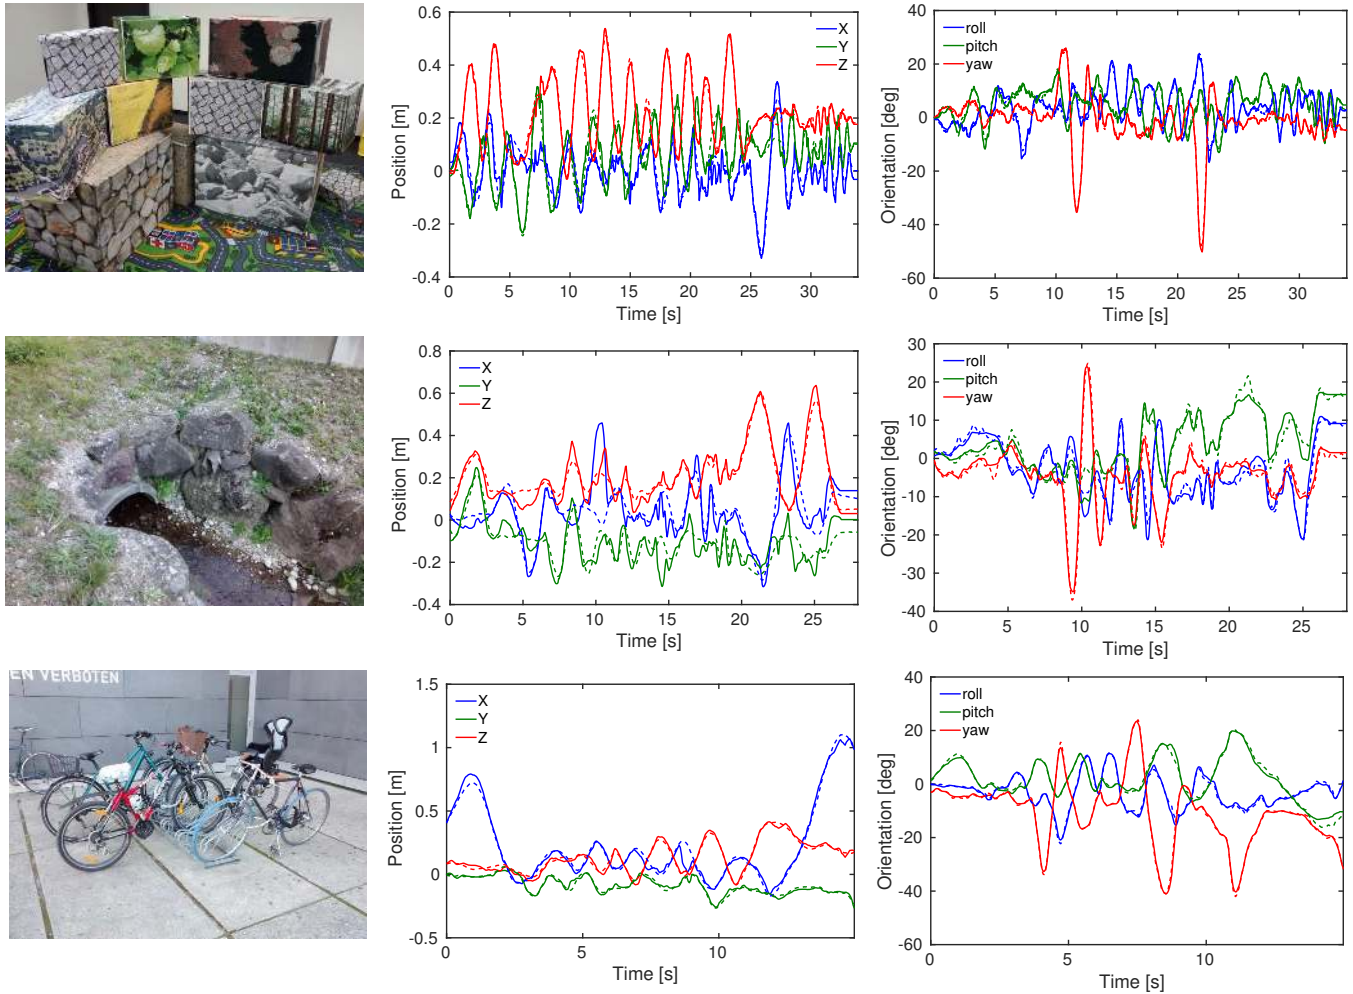 0.6
0.4
0.2
0
-0.2
-0.4
Position [m]
X
Y
Z
0 5 10 15 20 25 30
Time [s]
40
20
0
-20
-40
-60
Orientation [deg]
roll
pitch
yaw
0 5 10 15 20 25 30
Time [s]
0.8
0.6
0.4
0.2
0
-0.2
-0.4
Position [m]
X
Y
Z
0 5 10 15 20 25
Time [s]
30
20
10
0
-10
-20
-30
-40
Orientation [deg]
roll
pitch
yaw
0 5 10 15 20 25
Time [s]
EN VERBOTEN
1.5
1
0.5
0
-0.5
Position [m]
X
Y
Z
0 5 10
Time [s]
40
20
0
-20
-40
-60
Orientation [deg]
roll
pitch
yaw
0 5 10
Time [s]